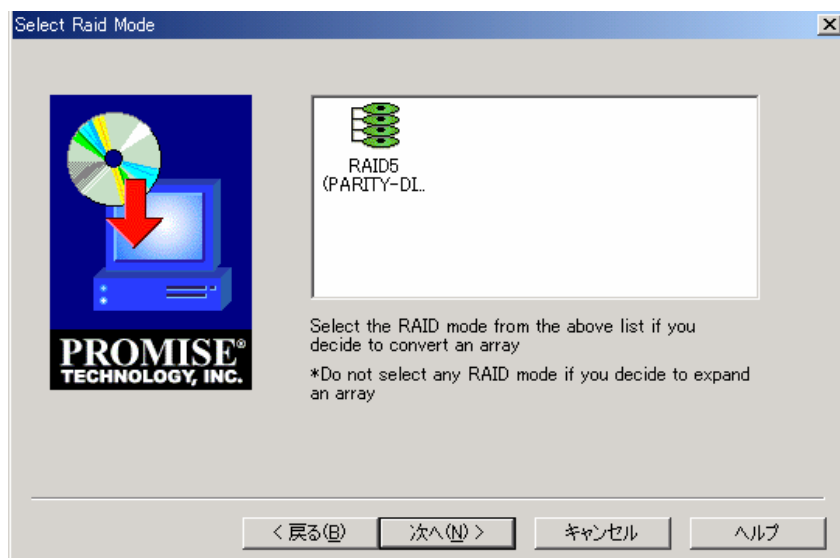 Select Raid Mode
RAID5
(PARITY-DI..
PROMISE®
TECHNOLOGY, INC.
Select the RAID mode from the above list if you
decide to convert an array
*Do not select any RAID mode if you decide to expand
an array
< 戻る(B)
次へ(N) >
キャンセル
ヘルプ